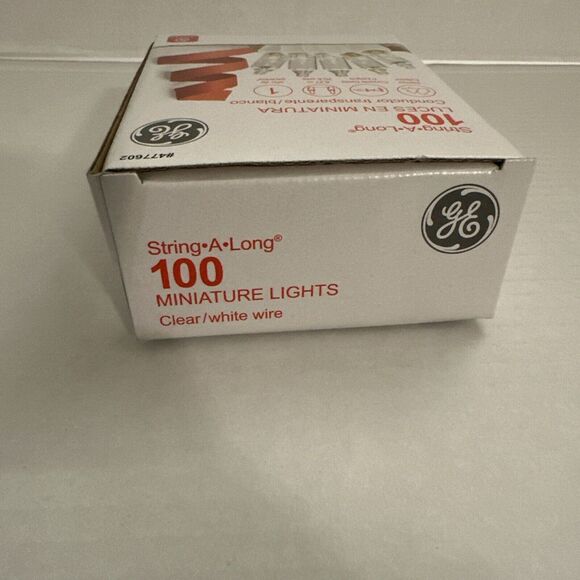 String•A•Long®
100
MINIATURE LIGHTS
Clear/white wire
GE
String•A•Long®
100
LUCES EN MINIATURA
Conductor transparente/blanco
1
GE
#477602